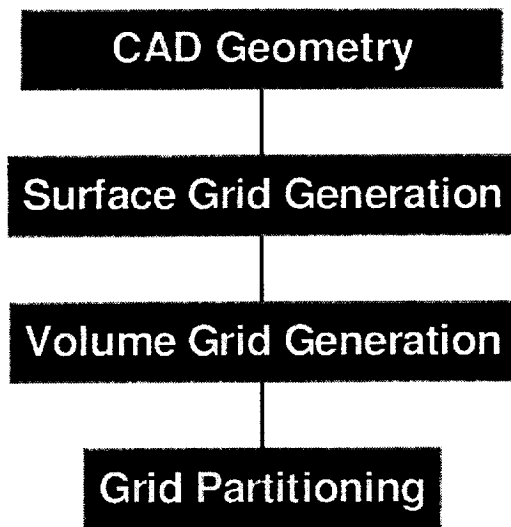 CAD Geometry
Surface Grid Generation
Volume Grid Generation
Grid Partitioning